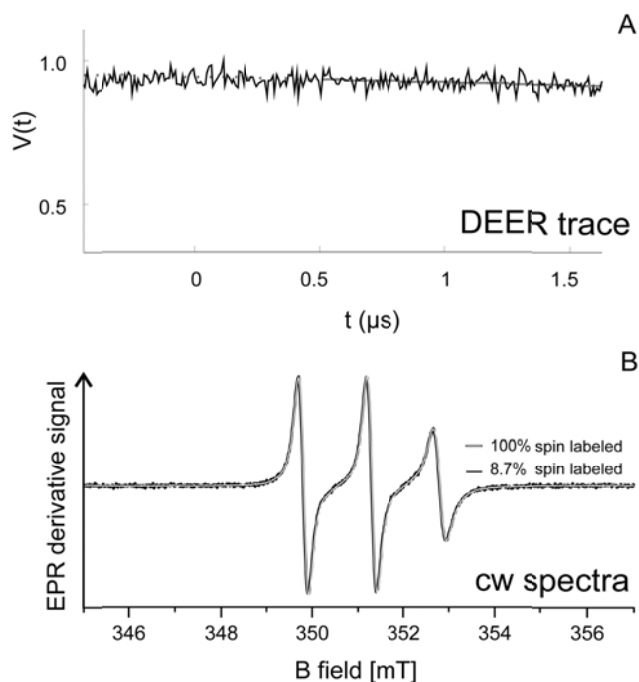 A
1.0
V(t)
0.5
DEER trace
0 0.5 1 1.5
t (μs)
B
EPR derivative signal
100% spin labeled
8.7% spin labeled
cw spectra
346 348 350 352 354 356
B field [mT]